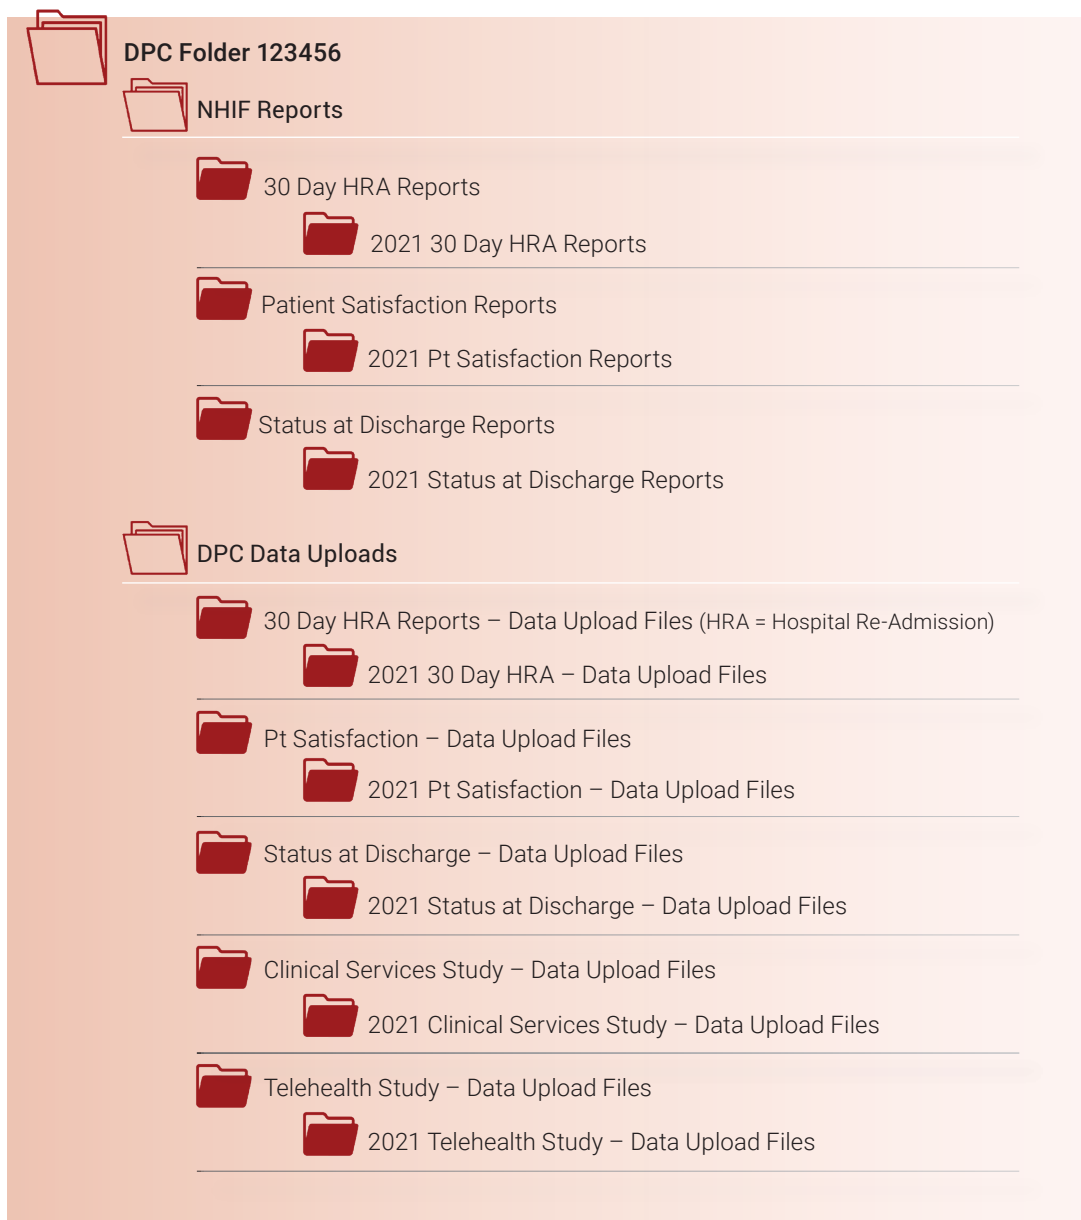 DPC Folder 123456
NHIF Reports
30 Day HRA Reports
2021 30 Day HRA Reports
Patient Satisfaction Reports
2021 Pt Satisfaction Reports
Status at Discharge Reports
2021 Status at Discharge Reports
DPC Data Uploads
30 Day HRA Reports – Data Upload Files (HRA = Hospital Re-Admission)
2021 30 Day HRA – Data Upload Files
Pt Satisfaction – Data Upload Files
2021 Pt Satisfaction – Data Upload Files
Status at Discharge – Data Upload Files
2021 Status at Discharge – Data Upload Files
Clinical Services Study – Data Upload Files
2021 Clinical Services Study – Data Upload Files
Telehealth Study – Data Upload Files
2021 Telehealth Study – Data Upload Files